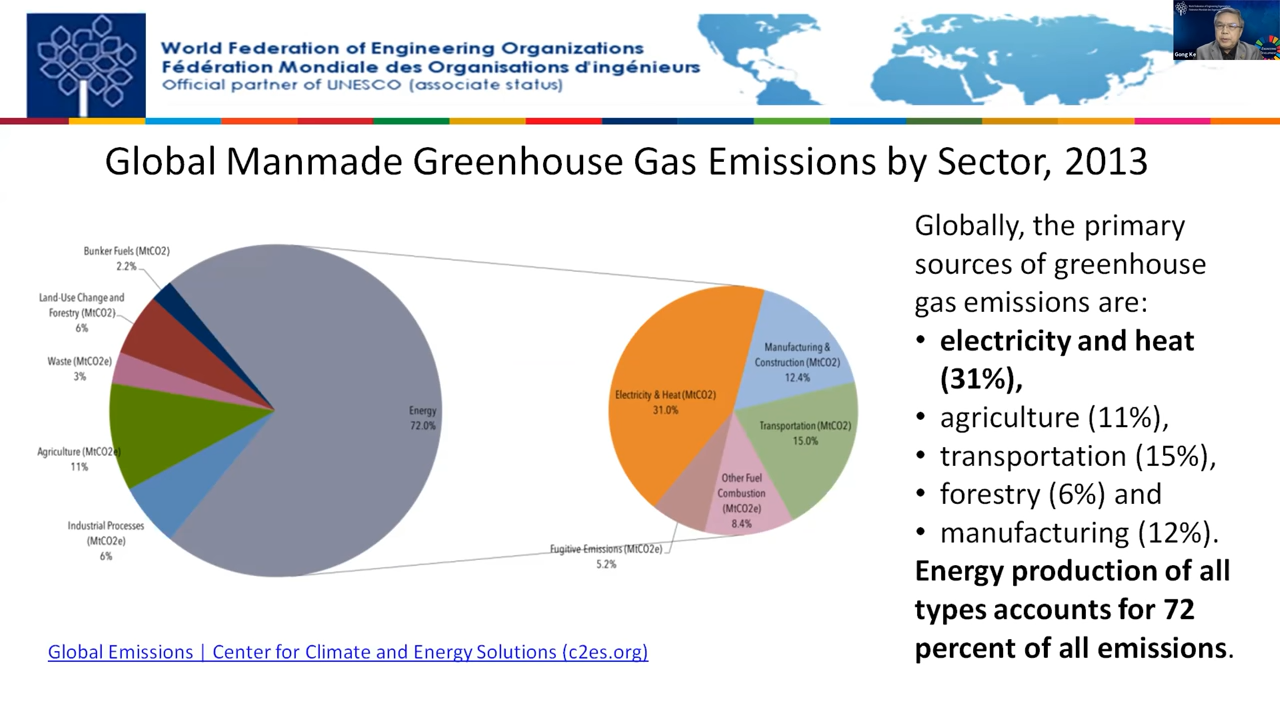 World Federation of Engineering Organizations
Fédération Mondiale des Organisations d'ingénieurs
Official partner of UNESCO (associate status)
Gong Ke
Global Manmade Greenhouse Gas Emissions by Sector, 2013
Bunker Fuels (MtCO2)
2.2%
Land-Use Change and
Forestry (MtCO2)
6%
Waste (MtCO2e)
3%
Agriculture (MtCO2e)
11%
Industrial Processes
(MtCO2e)
6%
Energy
72.0%
Electricity & Heat (MtCO2)
31.0%
Manufacturing &
Construction (MtCO2)
12.4%
Transportation (MtCO2)
15.0%
Other Fuel
Combustion
(MtCO2e)
8.4%
Fugitive Emissions (MtCO2e)
5.2%
Globally, the primary
sources of greenhouse
gas emissions are:
• electricity and heat
(31%),
• agriculture (11%),
• transportation (15%),
• forestry (6%) and
• manufacturing (12%).
Energy production of all
types accounts for 72
percent of all emissions.
Global Emissions | Center for Climate and Energy Solutions (c2es.org)